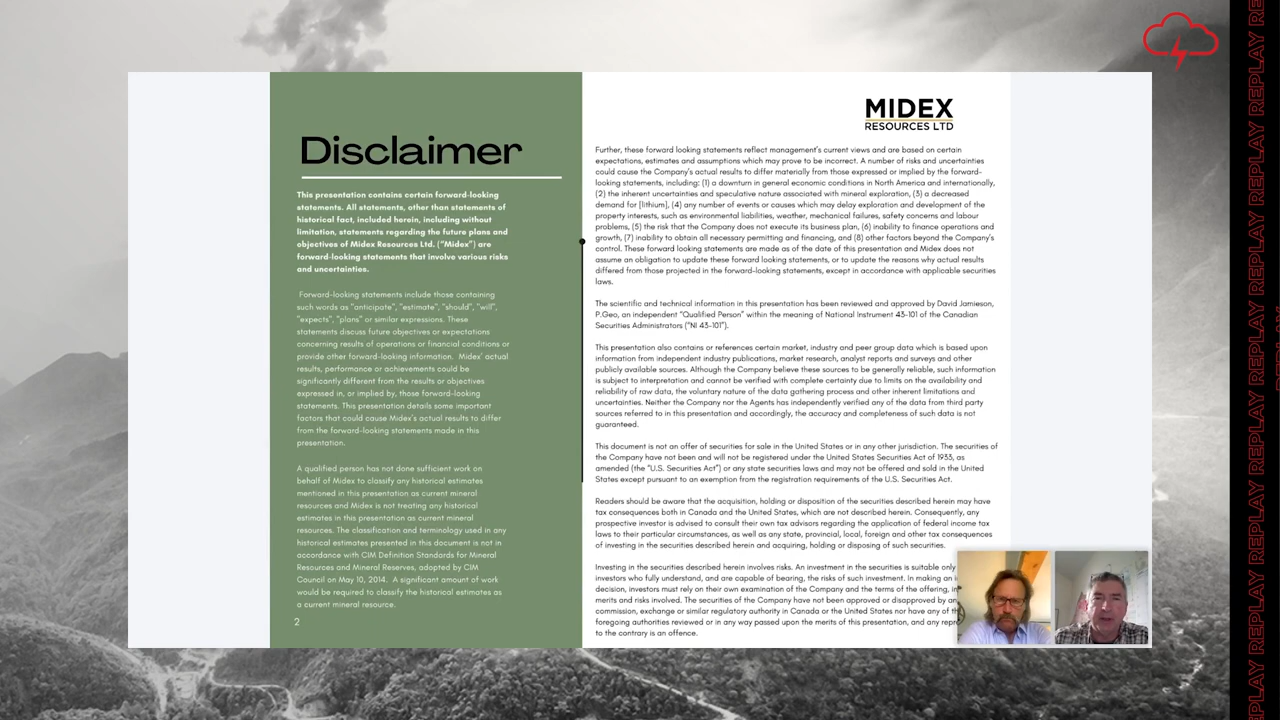 Disclaimer
This presentation contains certain forward-looking
statements. All statements, other than statements of
historical fact, included herein, including without
limitation, statements regarding the future plans and
objectives of Midex Resources Ltd. (“Midex”) are
forward-looking statements that involve various risks
and uncertainties.
Forward-looking statements include those containing
such words as "anticipate", "estimate", "should", "will",
"expects", "plans" or similar expressions. These
statements discuss future objectives or expectations
concerning results of operations or financial conditions or
provide other forward-looking information. Midex' actual
results, performance or achievements could be
significantly different from the results or objectives
expressed in, or implied by, those forward-looking
statements. This presentation details some important
factors that could cause Midex's actual results to differ
from the forward-looking statements made in this
presentation.
A qualified person has not done sufficient work on
behalf of Midex to classify any historical estimates
mentioned in this presentation as current mineral
resources and Midex is not treating any historical
estimates in this presentation as current mineral
resources. The classification and terminology used in any
historical estimates presented in this document is not in
accordance with CIM Definition Standards for Mineral
Resources and Mineral Reserves, adopted by CIM
Council on May 10, 2014. A significant amount of work
would be required to classify the historical estimates as
a current mineral resource.
2
MIDEX
RESOURCES LTD
Further, these forward looking statements reflect management's current views and are based on certain
expectations, estimates and assumptions which may prove to be incorrect. A number of risks and uncertainties
could cause the Company's actual results to differ materially from those expressed or implied by the forward-
looking statements, including: (1) a downturn in general economic conditions in North America and internationally,
(2) the inherent uncertainties and speculative nature associated with mineral exploration, (3) a decreased
demand for [lithium], (4) any number of events or causes which may delay exploration and development of the
property interests, such as environmental liabilities, weather, mechanical failures, safety concerns and labour
problems, (5) the risk that the Company does not execute its business plan, (6) inability to finance operations and
growth, (7) inability to obtain all necessary permitting and financing, and (8) other factors beyond the Company's
control. These forward looking statements are made as of the date of this presentation and Midex does not
assume an obligation to update these forward looking statements, or to update the reasons why actual results
differed from those projected in the forward-looking statements, except in accordance with applicable securities
laws.
The scientific and technical information in this presentation has been reviewed and approved by David Jamieson,
P.Geo, an independent “Qualified Person” within the meaning of National Instrument 43-101 of the Canadian
Securities Administrators (“NI 43-101”).
This presentation also contains or references certain market, industry and peer group data which is based upon
information from independent industry publications, market research, analyst reports and surveys and other
publicly available sources. Although the Company believe these sources to be generally reliable, such information
is subject to interpretation and cannot be verified with complete certainty due to limits on the availability and
reliability of raw data, the voluntary nature of the data gathering process and other inherent limitations and
uncertainties. Neither the Company nor the Agents has independently verified any of the data from third party
sources referred to in this presentation and accordingly, the accuracy and completeness of such data is not
guaranteed.
This document is not an offer of securities for sale in the United States or in any other jurisdiction. The securities of
the Company have not been and will not be registered under the United States Securities Act of 1933, as
amended (the “U.S. Securities Act”) or any state securities laws and may not be offered and sold in the United
States except pursuant to an exemption from the registration requirements of the U.S. Securities Act.
Readers should be aware that the acquisition, holding or disposition of the securities described herein may have
tax consequences both in Canada and the United States, which are not described herein. Consequently, any
prospective investor is advised to consult their own tax advisors regarding the application of federal income tax
laws to their particular circumstances, as well as any state, provincial, local, foreign and other tax consequences
of investing in the securities described herein and acquiring, holding or disposing of such securities.
Investing in the securities described herein involves risks. An investment in the securities is suitable only
investors who fully understand, and are capable of bearing, the risks of such investment. In making an
decision, investors must rely on their own examination of the Company and the terms of the offering,
merits and risks involved. The securities of the Company have not been approved or disapproved by
commission, exchange or similar regulatory authority in Canada or the United States nor have any of
foregoing authorities reviewed or in any way passed upon the merits of this presentation, and any
to the contrary is an offence.
REPLAY REPLAY REPLAY REPLAY REPLAY REPLAY REPLAY